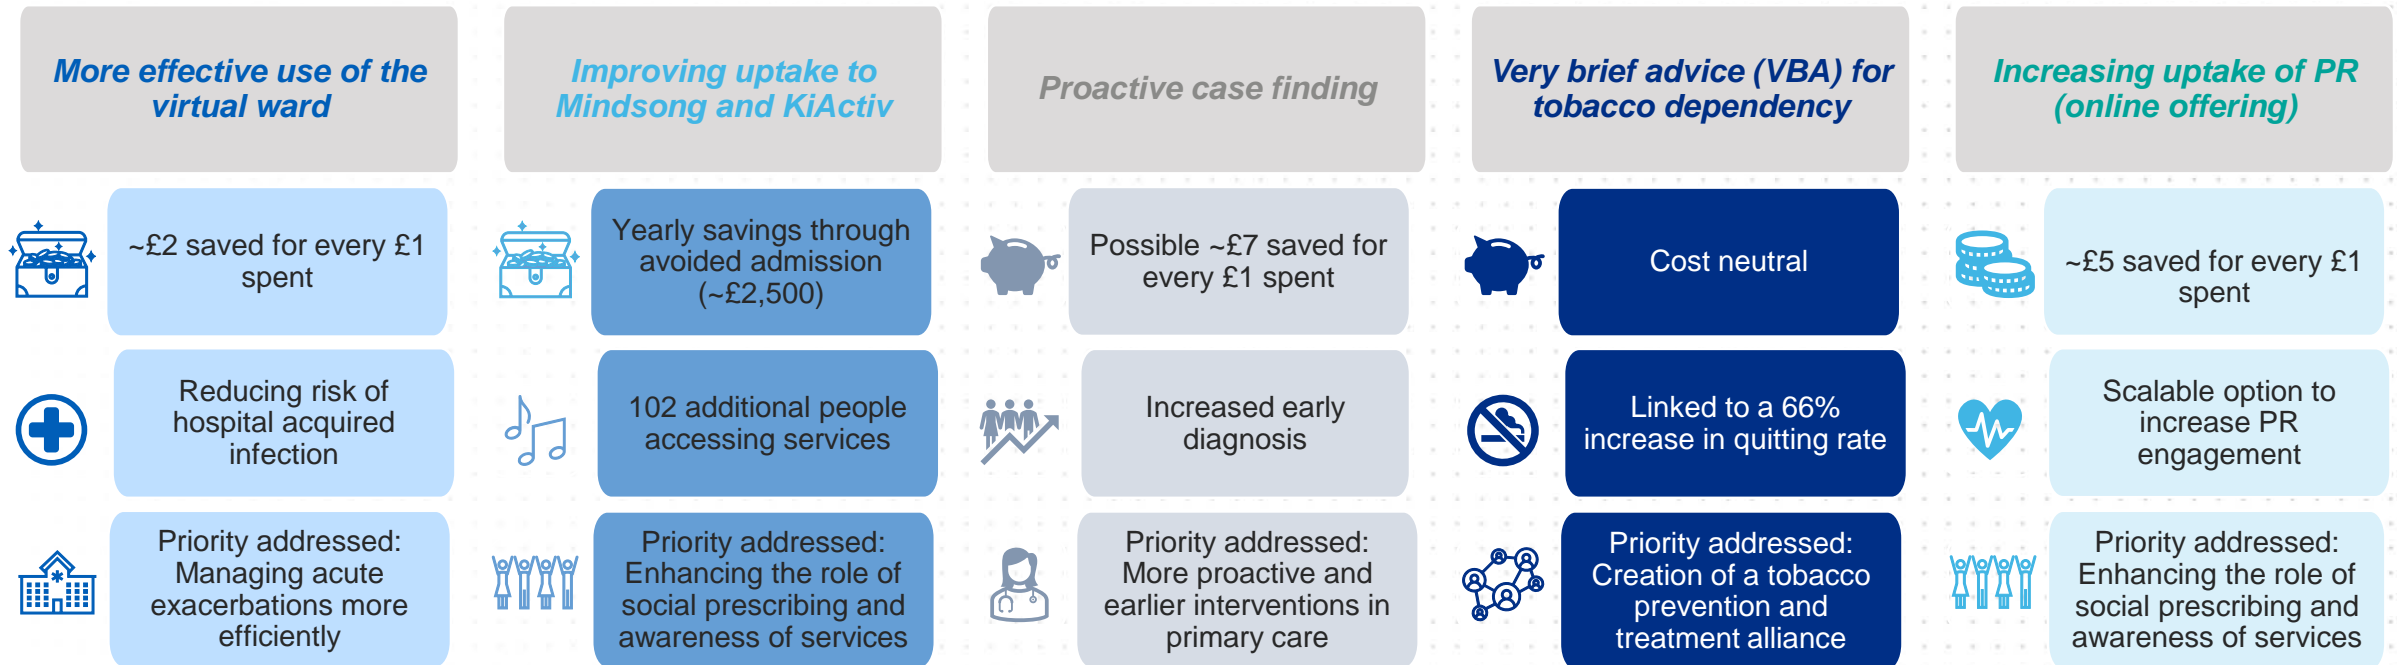 More effective use of the
virtual ward
~£2 saved for every £1
spent
Reducing risk of
hospital acquired
infection
Priority addressed:
Managing acute
exacerbations more
efficiently
Improving uptake to
Mindsong and KiActiv
Yearly savings through
avoided admission
(~£2,500)
102 additional people
accessing services
Priority addressed:
Enhancing the role of
social prescribing and
awareness of services
Proactive case finding
Possible ~£7 saved for
every £1 spent
Increased early
diagnosis
Priority addressed:
More proactive and
earlier interventions in
primary care
Very brief advice (VBA) for
tobacco dependency
Cost neutral
Linked to a 66%
increase in quitting rate
Priority addressed:
Creation of a tobacco
prevention and
treatment alliance
Increasing uptake of PR
(online offering)
~£5 saved for every £1
spent
Scalable option to
increase PR
engagement
Priority addressed:
Enhancing the role of
social prescribing and
awareness of services